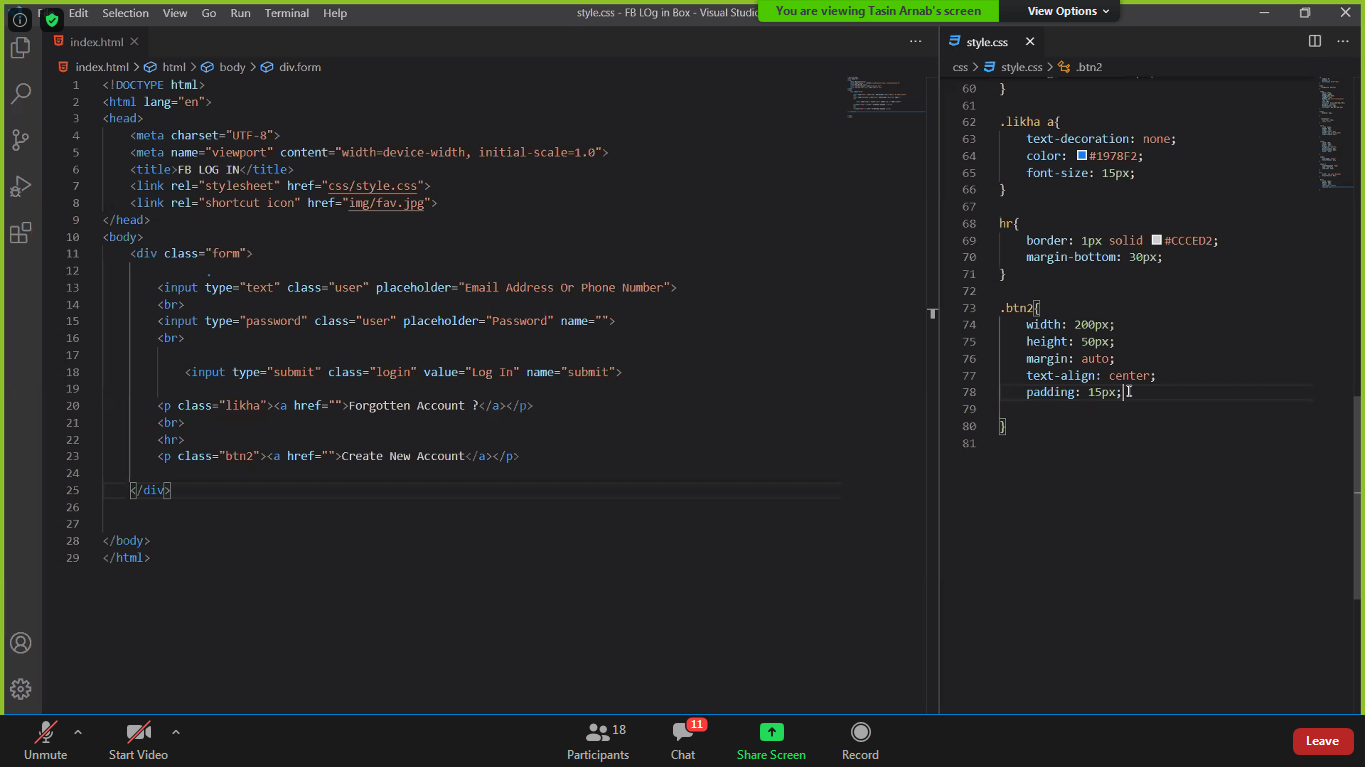 Edit Selection View Go Run Terminal Help
style.css - FB LOg in Box - Visual Studio
You are viewing Tasin Arnab's screen
View Options
index.html
index.html > html > body > div.form
1 <!DOCTYPE html>
2 <html lang="en">
3 <head>
4 <meta charset="UTF-8">
5 <meta name="viewport" content="width=device-width, initial-scale=1.0">
6 <title>FB LOG IN</title>
7 <link rel="stylesheet" href="css/style.css">
8 <link rel="shortcut icon" href="img/fav.jpg">
9 </head>
10 <body>
11 <div class="form">
12
13 <input type="text" class="user" placeholder="Email Address Or Phone Number">
14 <br>
15 <input type="password" class="user" placeholder="Password" name="">
16 <br>
17
18 <input type="submit" class="login" value="Log In" name="submit">
19
20 <p class="likha"><a href="">Forgotten Account ?</a></p>
21 <br>
22 <hr>
23 <p class="btn2"><a href="">Create New Account</a></p>
24
25 </div>
26
27
28 </body>
29 </html>
style.css
css > style.css > .btn2
60 }
61
62 .likha a{
63 text-decoration: none;
64 color: #1978F2;
65 font-size: 15px;
66 }
67
68 hr{
69 border: 1px solid #CCCED2;
70 margin-bottom: 30px;
71 }
72
73 .btn2{
74 width: 200px;
75 height: 50px;
76 margin: auto;
77 text-align: center;
78 padding: 15px;
79
80 }
81
Unmute
Start Video
18
Participants
11
Chat
Share Screen
Record
Leave